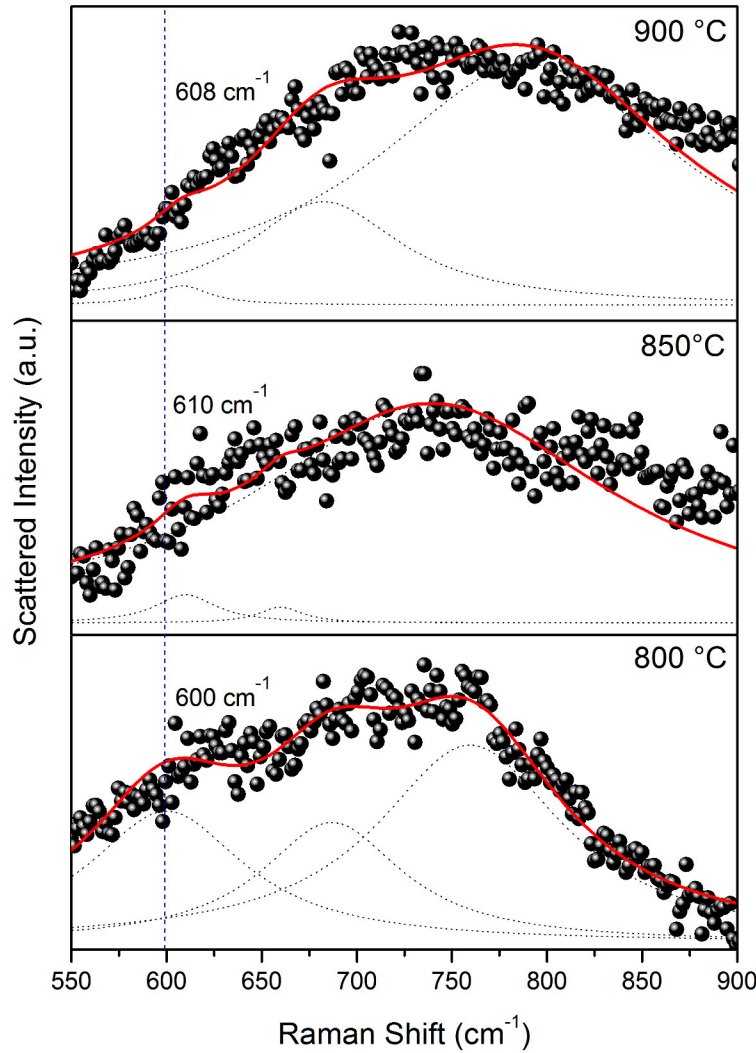 900 °C
608 cm⁻¹
850°C
610 cm⁻¹
800 °C
600 cm⁻¹
Scattered Intensity (a.u.)
550 600 650 700 750 800 850 900
Raman Shift (cm⁻¹)